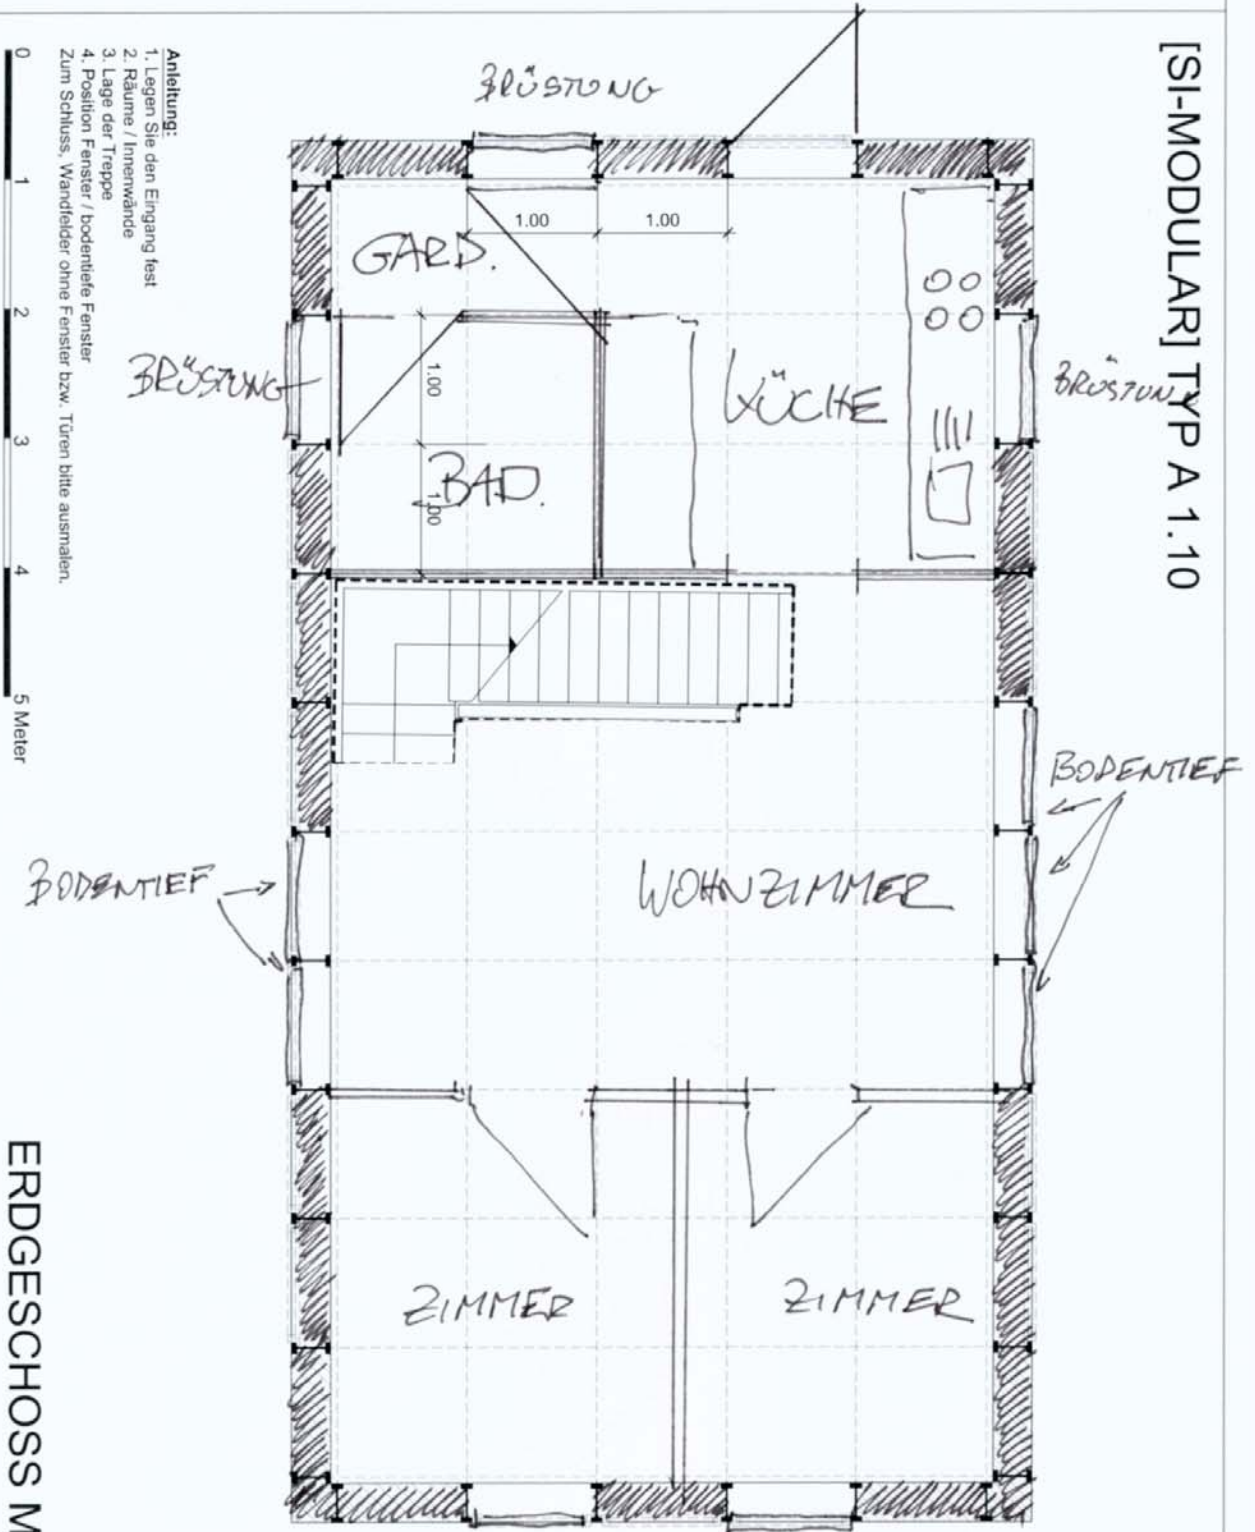 [SI-MODULAR] TYP A 1.10
Anleitung:
1. Legen Sie den Eingang fest
2. Räume / Innenwände
3. Lage der Treppe
4. Position Fenster / bodentiefe Fenster
Zum Schluss, Wandfelder ohne Fenster bzw. Türen bitte ausmalen.
0 1 2 3 4 5 Meter
BRÜSTUNG
1.00 1.00
GARD.
BRÜSTUNG
1.00
KÜCHE
BRÜSTUNG
BAD.
1.00
BODENTIEF
BODENTIEF
WOHNZIMMER
ZIMMER
ZIMMER
ERDGESCHOSS M